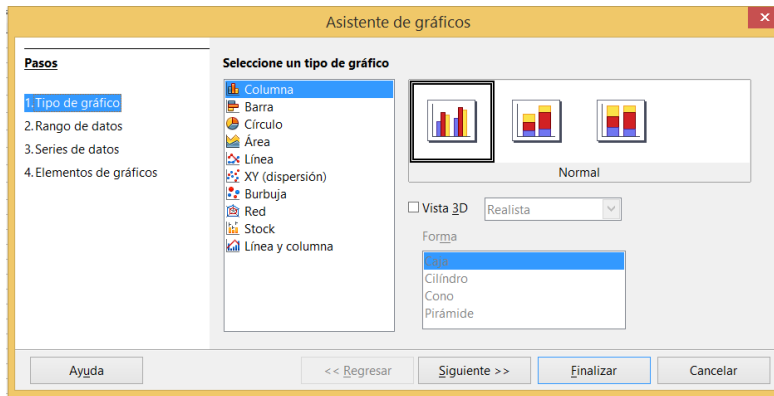 Asistente de gráficos
Pasos
1.Tipo de gráfico
2.Rango de datos
3.Series de datos
4.Elementos de gráficos
Seleccione un tipo de gráfico
Columna
Barra
Círculo
Área
Línea
XY (dispersión)
Burbuja
Red
Stock
Línea y columna
Normal
Vista 3D
Realista
Forma
Caja
Cilíndro
Cono
Pirámide
Ayuda
<< Regresar
Siguiente >>
Finalizar
Cancelar